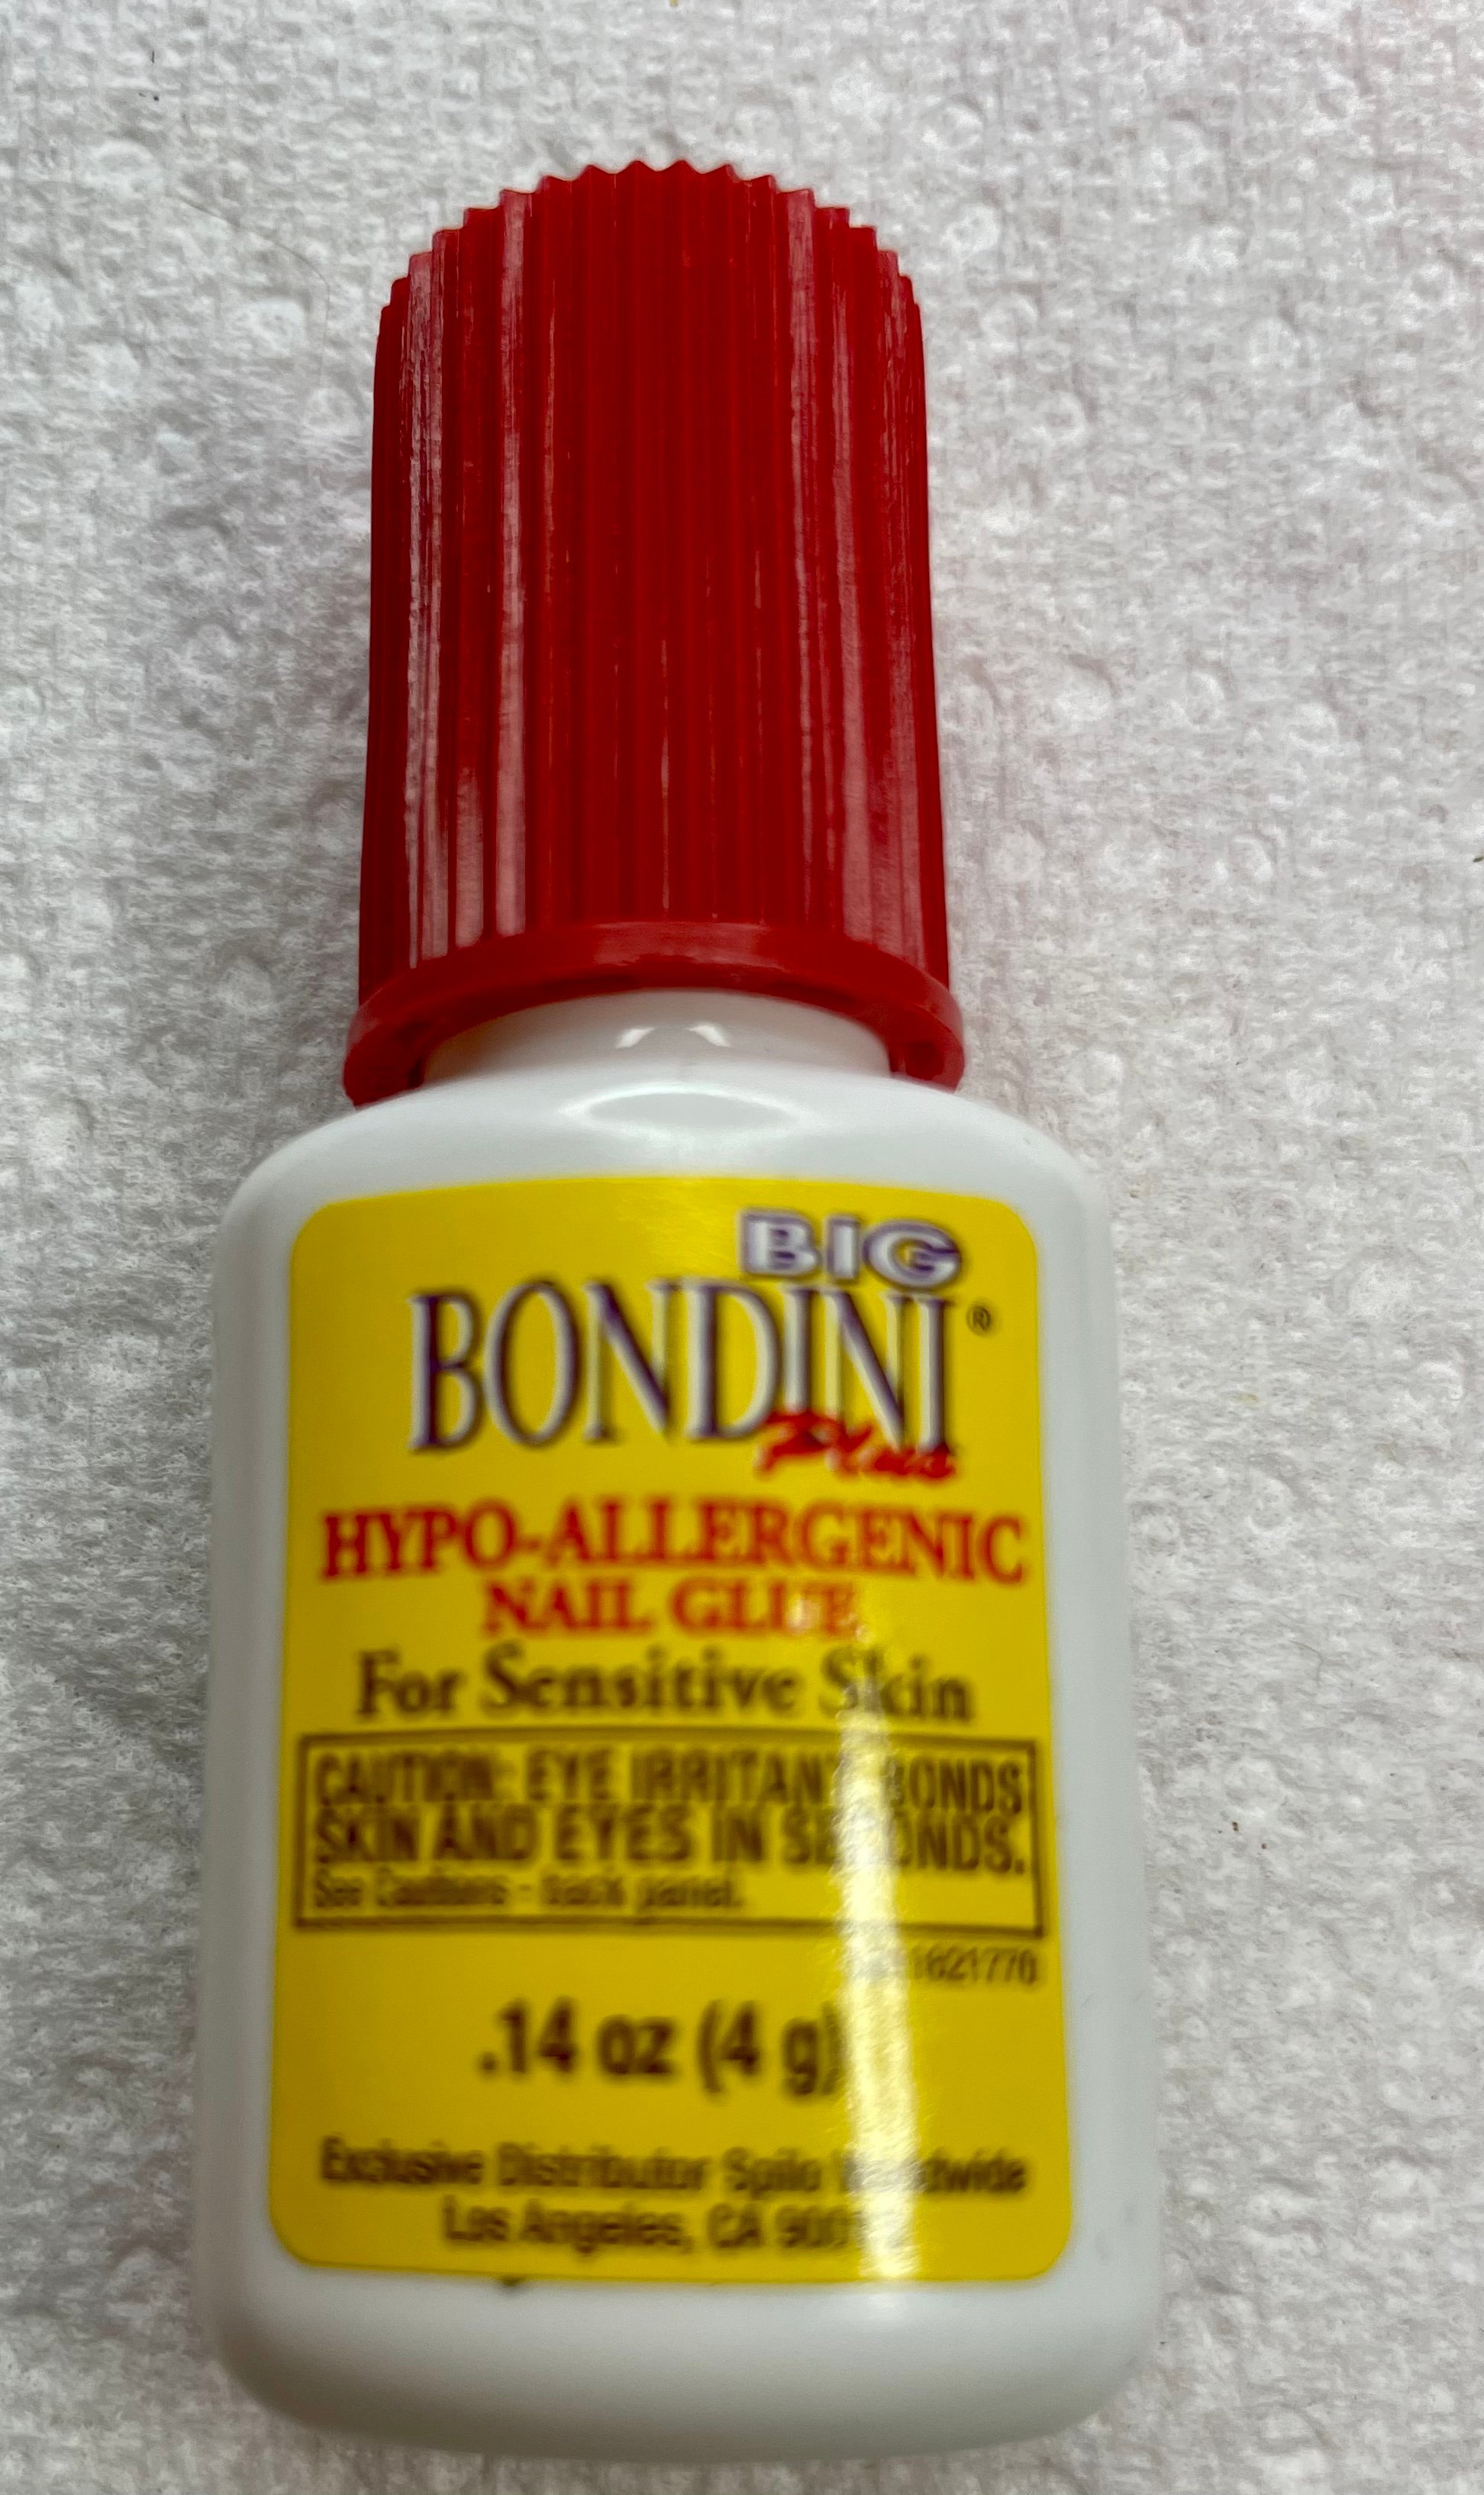 BIG
BONDINI®
Plus
HYPO-ALLERGENIC
NAIL GLUE
For Sensitive Skin
CAUTION: EYE IRRITANT. BONDS
SKIN AND EYES IN SECONDS.
See Cautions - back panel.
.14 oz (4 g)
Exclusive Distributor Spilo Worldwide
Los Angeles, CA